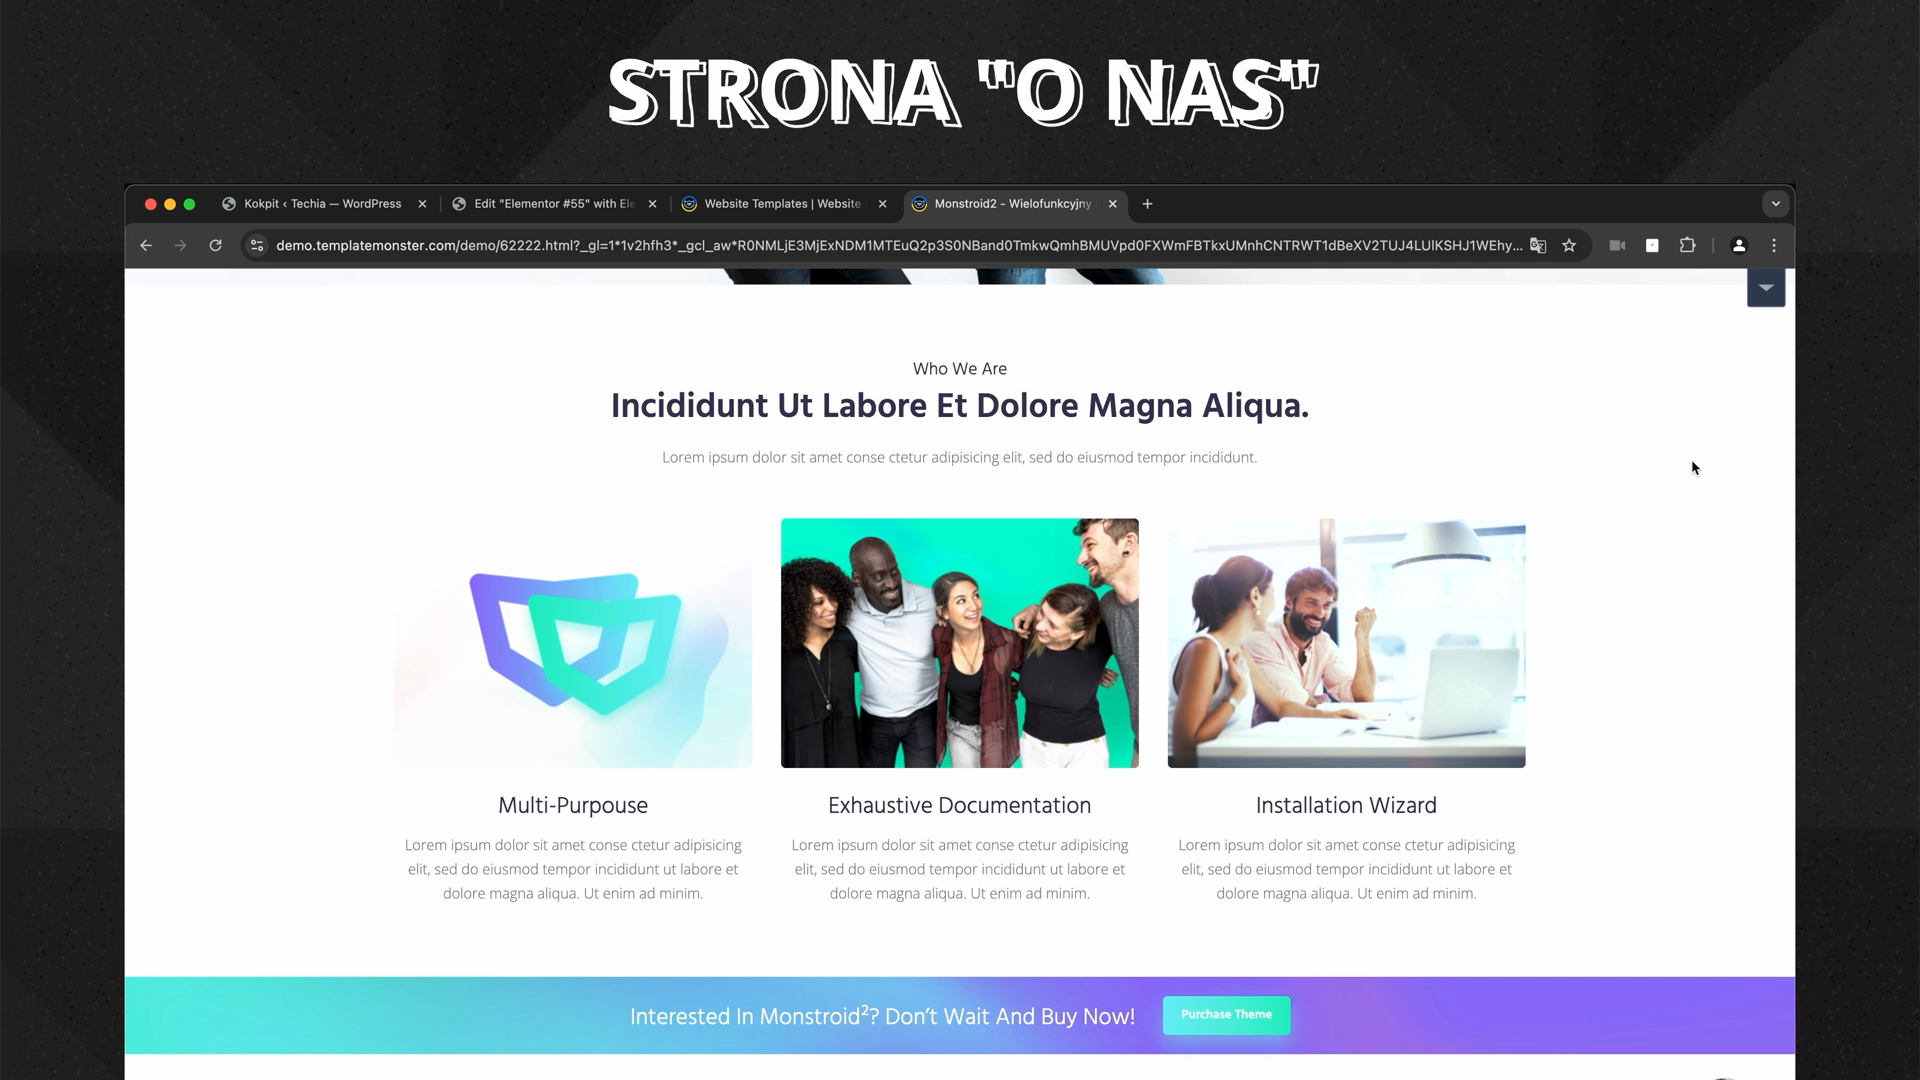 STRONA "O NAS"
Kokpit ‹ Techia — WordPress
Edit "Elementor #55" with Ele
Website Templates | Website
Monstroid2 - Wielofunkcyjny
demo.templatemonster.com/demo/62222.html?_gl=1*1v2hfh3*_gcl_aw*R0NMLjE3MjExNDM1MTEuQ2p3S0NBand0TmkwQmhBMUVpd0FXWmFBTkxUMnhCNTRWT1dBeXV2TUJ4LUlKSHJ1WEhy...
Who We Are
Incididunt Ut Labore Et Dolore Magna Aliqua.
Lorem ipsum dolor sit amet conse ctetur adipisicing elit, sed do eiusmod tempor incididunt.
Multi-Purpouse
Lorem ipsum dolor sit amet conse ctetur adipisicing
elit, sed do eiusmod tempor incididunt ut labore et
dolore magna aliqua. Ut enim ad minim.
Exhaustive Documentation
Lorem ipsum dolor sit amet conse ctetur adipisicing
elit, sed do eiusmod tempor incididunt ut labore et
dolore magna aliqua. Ut enim ad minim.
Installation Wizard
Lorem ipsum dolor sit amet conse ctetur adipisicing
elit, sed do eiusmod tempor incididunt ut labore et
dolore magna aliqua. Ut enim ad minim.
Interested In Monstroid²? Don’t Wait And Buy Now!
Purchase Theme